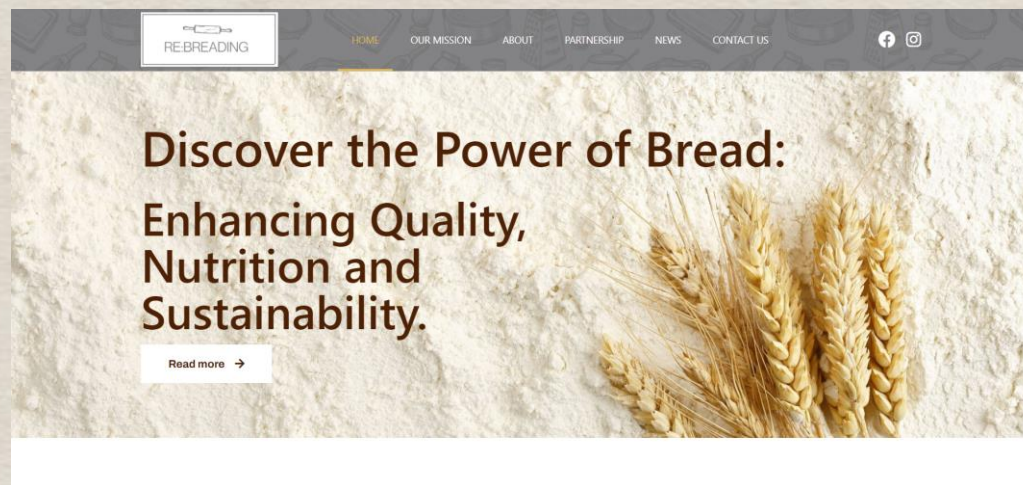 RE:BREADING
HOME OUR MISSION ABOUT PARTNERSHIP NEWS CONTACT US
Discover the Power of Bread:
Enhancing Quality,
Nutrition and
Sustainability.
Read more